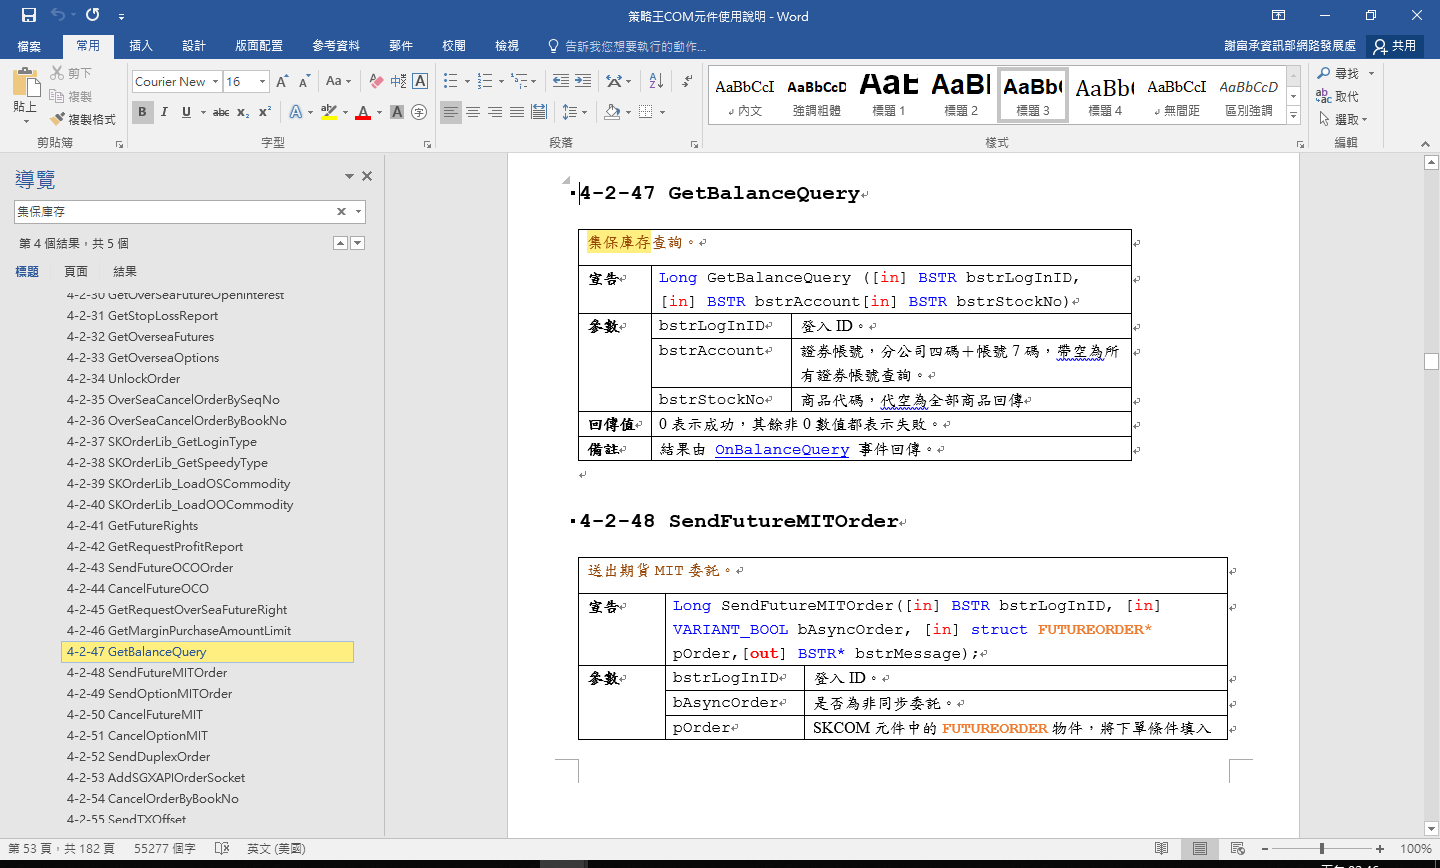 策略王COM元件使用說明 - Word
檔案 常用 插入 設計 版面配置 參考資料 郵件 校閱 檢視 告訴我您想要執行的動作... 謝崗承資訊部網路發展處 共用
貼上 剪下 複製 複製格式
剪貼簿
Courier New 16
字型
段落
AaBbCcI 內文
AaBbCcD 強調粗體
AaB 標題 1
AaBl 標題 2
AaBb( 標題 3
AaBb( 標題 4
AaBbCcI 無間距
AaBbCcD 區別強調
樣式
尋找
取代
選取
編輯
導覽
集保庫存
第 4 個結果，共 5 個
標題 頁面 結果
4-2-30 GetOverSeaFutureOpenInterest
4-2-31 GetStopLossReport
4-2-32 GetOverseaFutures
4-2-33 GetOverseaOptions
4-2-34 UnlockOrder
4-2-35 OverSeaCancelOrderBySeqNo
4-2-36 OverSeaCancelOrderByBookNo
4-2-37 SKOrderLib_GetLoginType
4-2-38 SKOrderLib_GetSpeedyType
4-2-39 SKOrderLib_LoadOSCommodity
4-2-40 SKOrderLib_LoadOOCommodity
4-2-41 GetFutureRights
4-2-42 GetRequestProfitReport
4-2-43 SendFutureOCOOrder
4-2-44 CancelFutureOCO
4-2-45 GetRequestOverSeaFutureRight
4-2-46 GetMarginPurchaseAmountLimit
4-2-47 GetBalanceQuery
4-2-48 SendFutureMITOrder
4-2-49 SendOptionMITOrder
4-2-50 CancelFutureMIT
4-2-51 CancelOptionMIT
4-2-52 SendDuplexOrder
4-2-53 AddSGXAPIOrderSocket
4-2-54 CancelOrderByBookNo
4-2-55 SendTXOffset
4-2-47 GetBalanceQuery
集保庫存查詢。
宣告 Long GetBalanceQuery ([in] BSTR bstrLogInID,
[in] BSTR bstrAccount[in] BSTR bstrStockNo)
參數 bstrLogInID 登入 ID。
bstrAccount 證券帳號，分公司四碼＋帳號 7 碼，帶空為所
有證券帳號查詢。
bstrStockNo 商品代碼，代空為全部商品回傳
回傳值 0 表示成功，其餘非 0 數值都表示失敗。
備註 結果由 OnBalanceQuery 事件回傳。
4-2-48 SendFutureMITOrder
送出期貨 MIT 委託。
宣告 Long SendFutureMITOrder([in] BSTR bstrLogInID, [in]
VARIANT_BOOL bAsyncOrder, [in] struct FUTUREORDER*
pOrder,[out] BSTR* bstrMessage);
參數 bstrLogInID 登入 ID。
bAsyncOrder 是否為非同步委託。
pOrder SKCOM 元件中的 FUTUREORDER 物件，將下單條件填入
第 53 頁，共 182 頁 55277 個字 英文 (美國) 100%